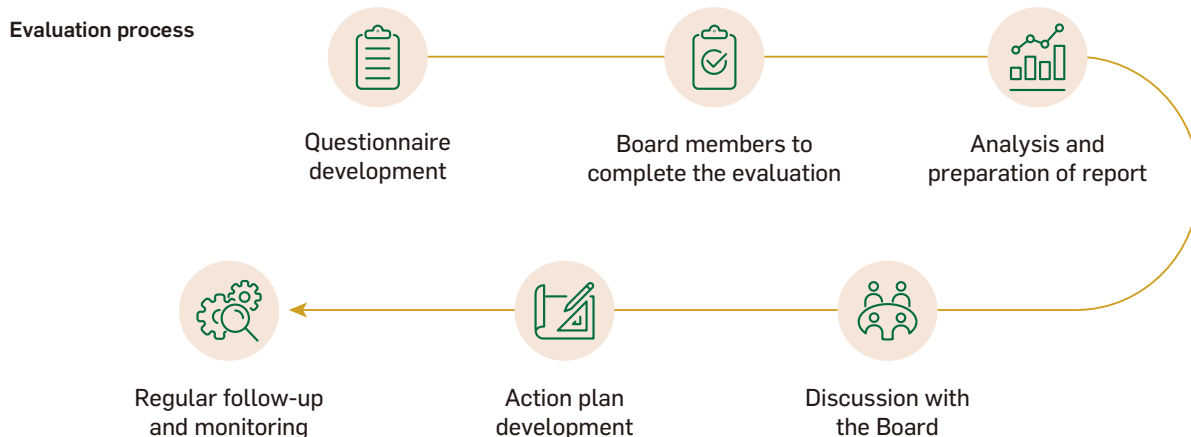 Evaluation process
Questionnaire
development
Board members to
complete the evaluation
Analysis and
preparation of report
Discussion with
the Board
Action plan
development
Regular follow-up
and monitoring